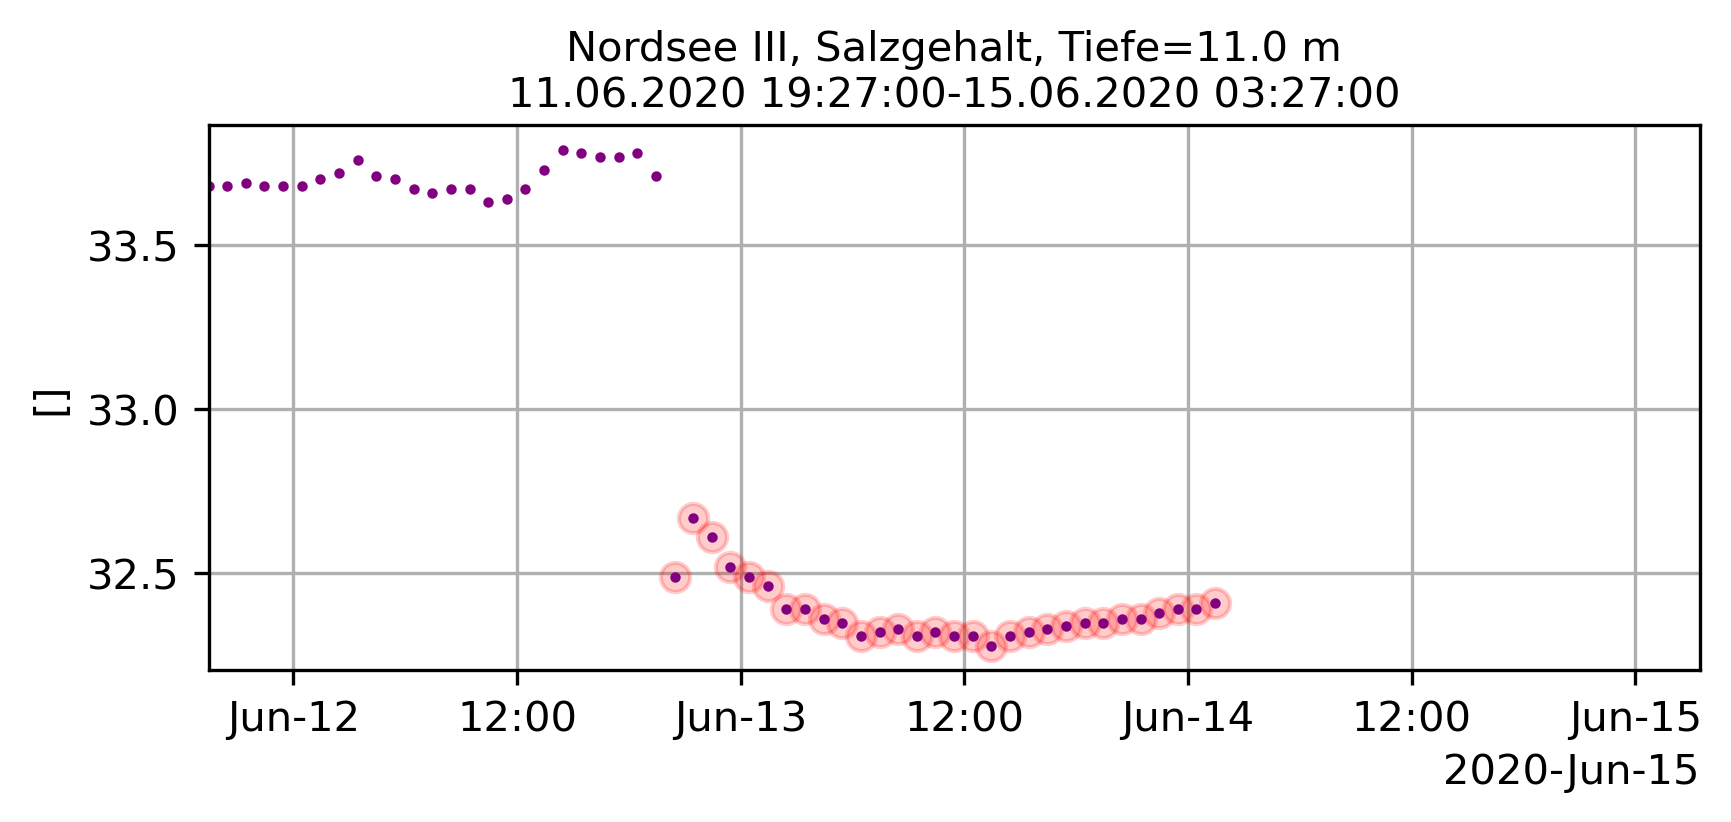 Nordsee III, Salzgehalt, Tiefe=11.0 m
11.06.2020 19:27:00-15.06.2020 03:27:00
33.5
33.0
32.5
[]
Jun-12 12:00 Jun-13 12:00 Jun-14 12:00 Jun-15
2020-Jun-15